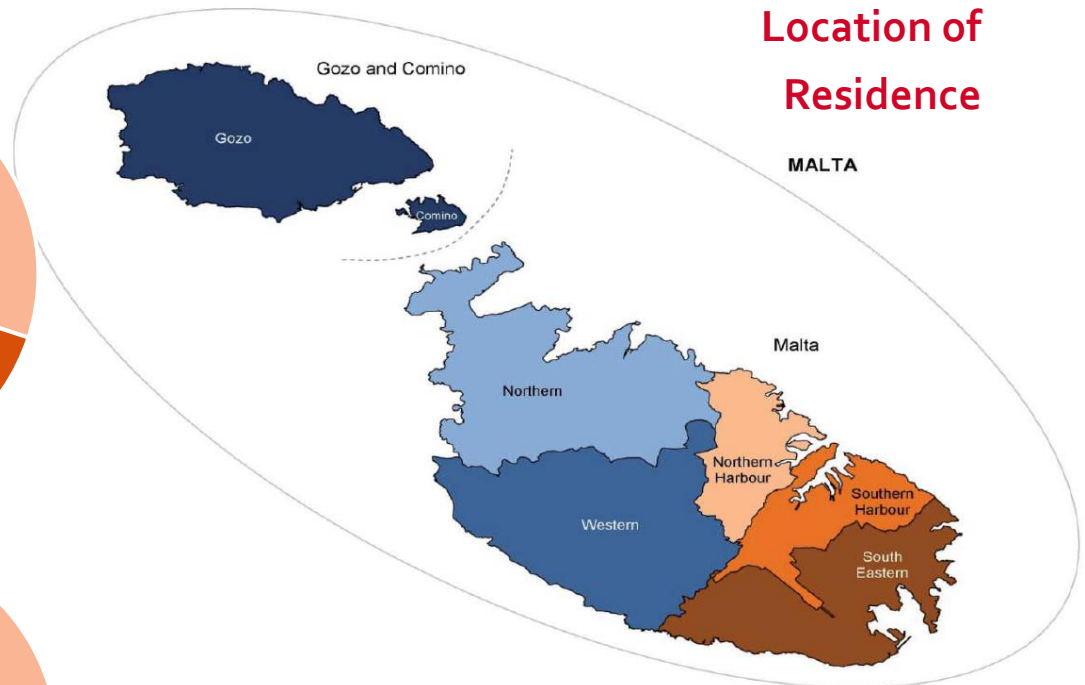 Location of
Residence
Gozo and Comino
Gozo
MALTA
Comino
Malta
Northern
Northern
Harbour
Southern
Harbour
Western
South
Eastern